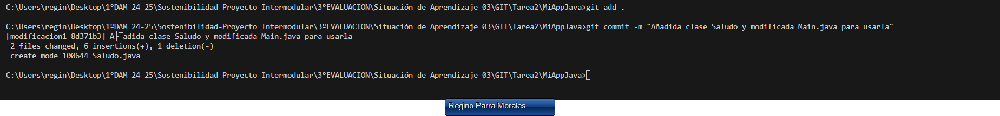 C:\Users\regin\Desktop\1ºDAM 24-25\Sostenibilidad-Proyecto Intermodular\3ºEVALUACION\Situación de Aprendizaje 03\GIT\Tarea2\MiAppJava>git add .
C:\Users\regin\Desktop\1ºDAM 24-25\Sostenibilidad-Proyecto Intermodular\3ºEVALUACION\Situación de Aprendizaje 03\GIT\Tarea2\MiAppJava>git commit -m "Añadida clase Saludo y modificada Main.java para usarla"
[modificacion1 8d371b3] A├▒adida clase Saludo y modificada Main.java para usarla
 2 files changed, 6 insertions(+), 1 deletion(-)
 create mode 100644 Saludo.java
C:\Users\regin\Desktop\1ºDAM 24-25\Sostenibilidad-Proyecto Intermodular\3ºEVALUACION\Situación de Aprendizaje 03\GIT\Tarea2\MiAppJava>
Regino Parra Morales